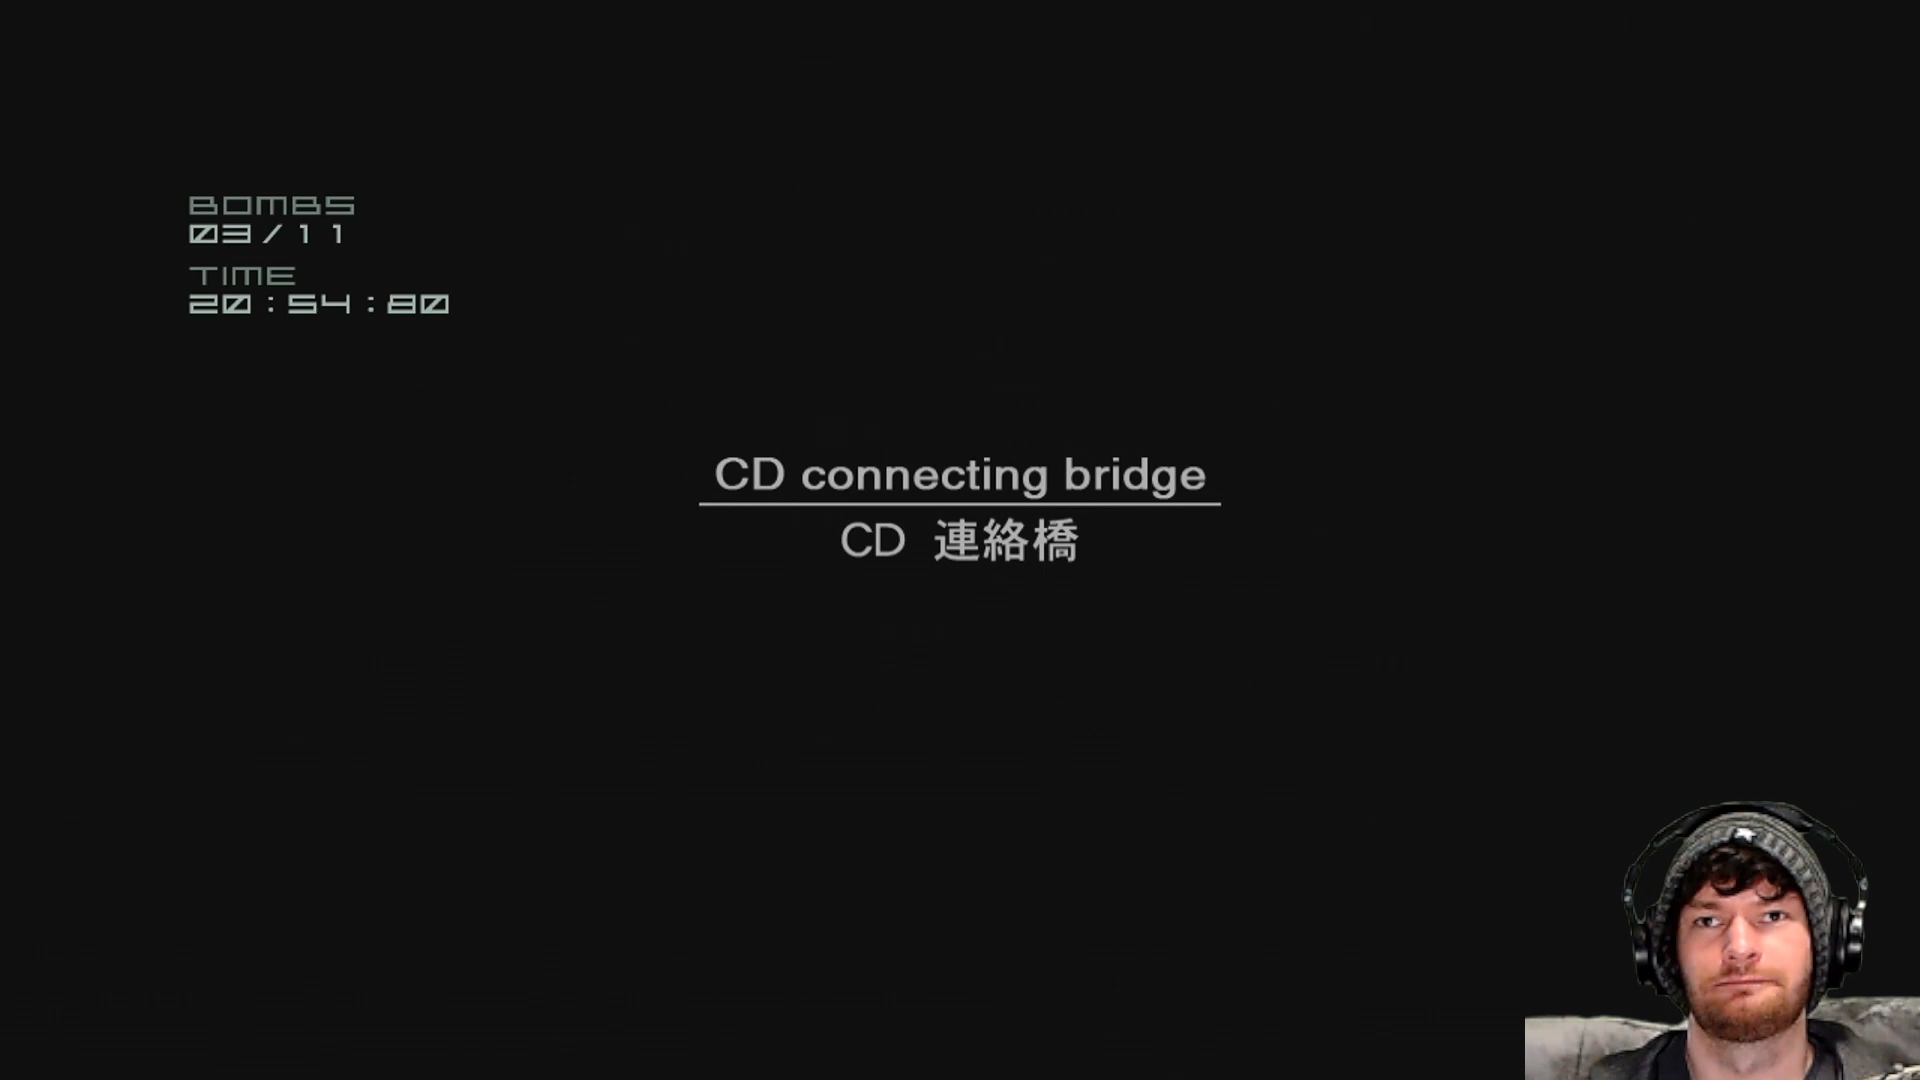 BOMBS
03/11
TIME
20:54:80
CD connecting bridge
CD 連絡橋